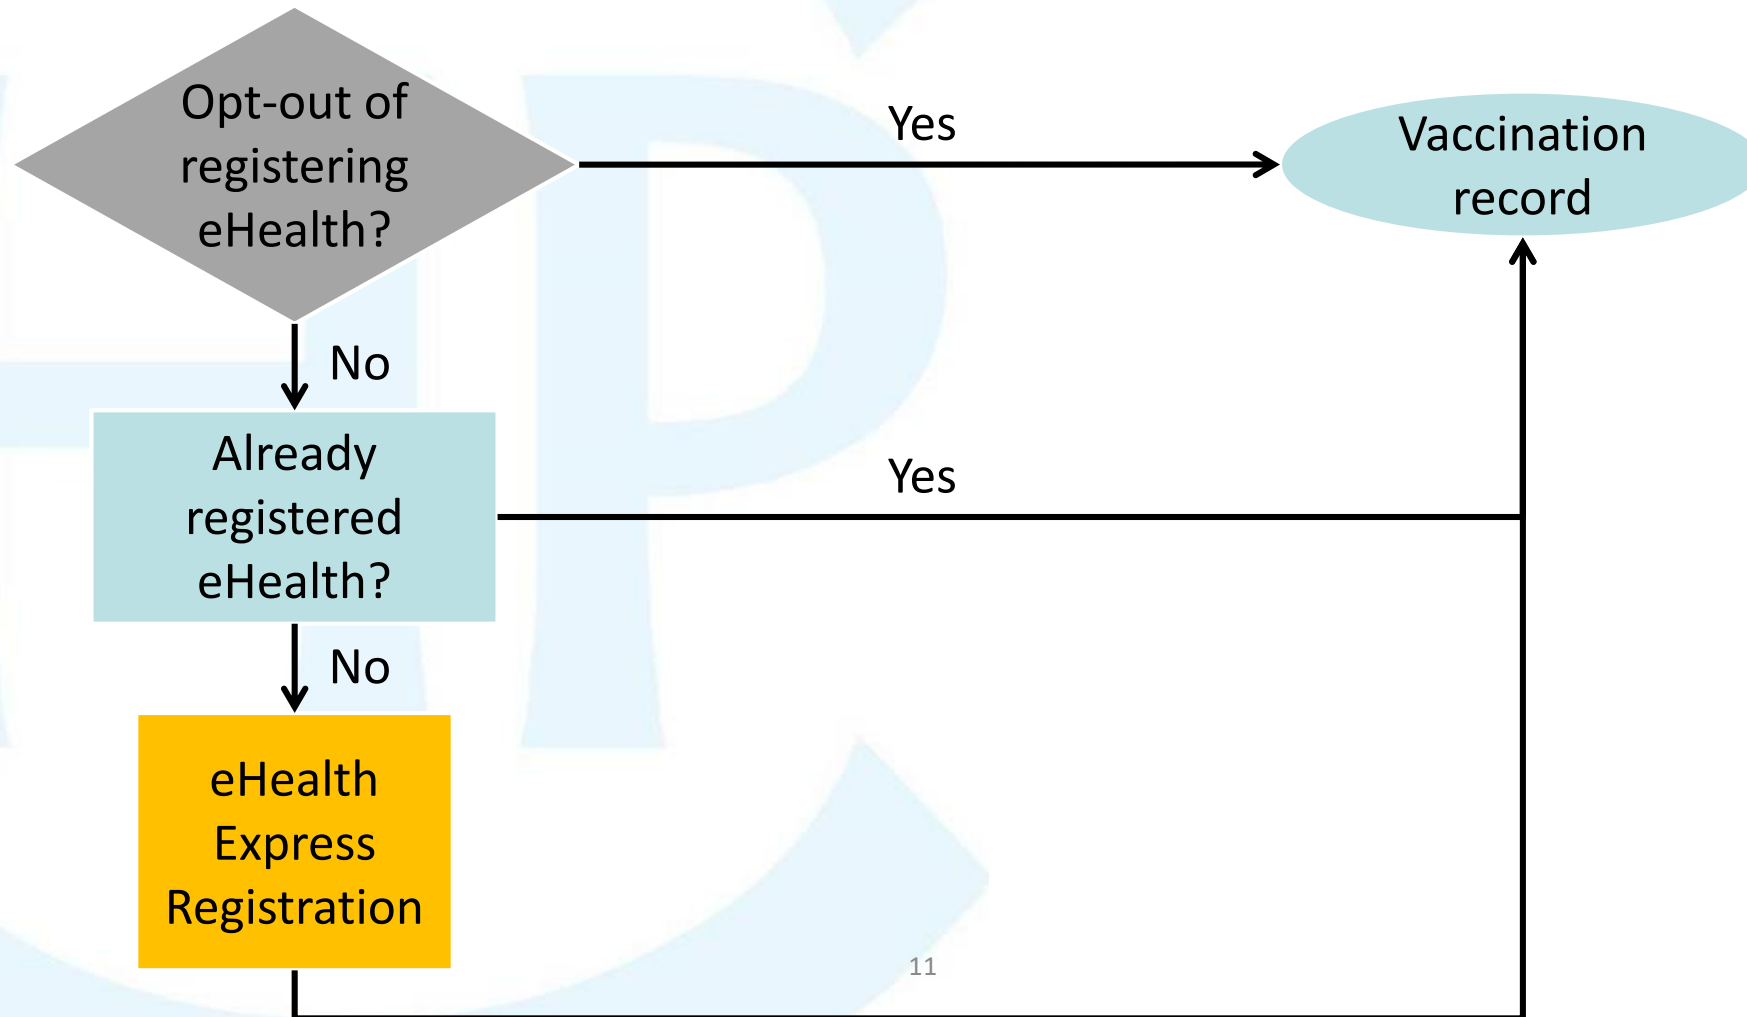 Opt-out of
registering
eHealth?
Yes
Vaccination
record
No
Already
registered
eHealth?
Yes
No
eHealth
Express
Registration
11